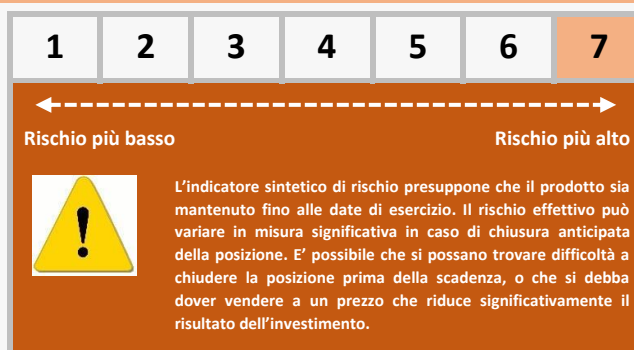 1 2 3 4 5 6 7
Rischio più basso Rischio più alto
L’indicatore sintetico di rischio presuppone che il prodotto sia
mantenuto fino alle date di esercizio. Il rischio effettivo può
variare in misura significativa in caso di chiusura anticipata
della posizione. E’ possibile che si possano trovare difficoltà a
chiudere la posizione prima della scadenza, o che si debba
dover vendere a un prezzo che riduce significativamente il
risultato dell’investimento.